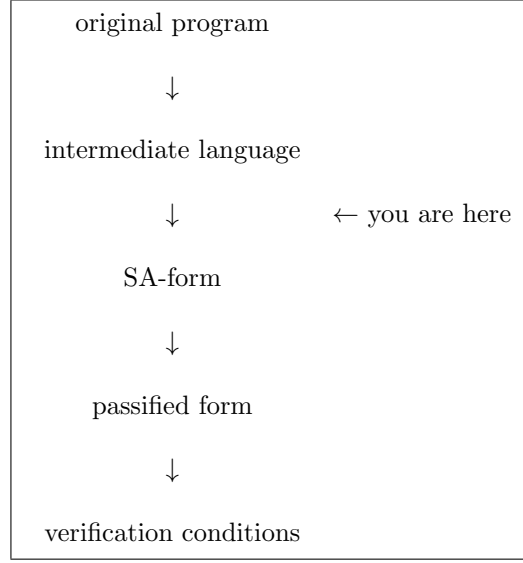 original program
↓
intermediate language
↓ ← you are here
SA-form
↓
passified form
↓
verification conditions